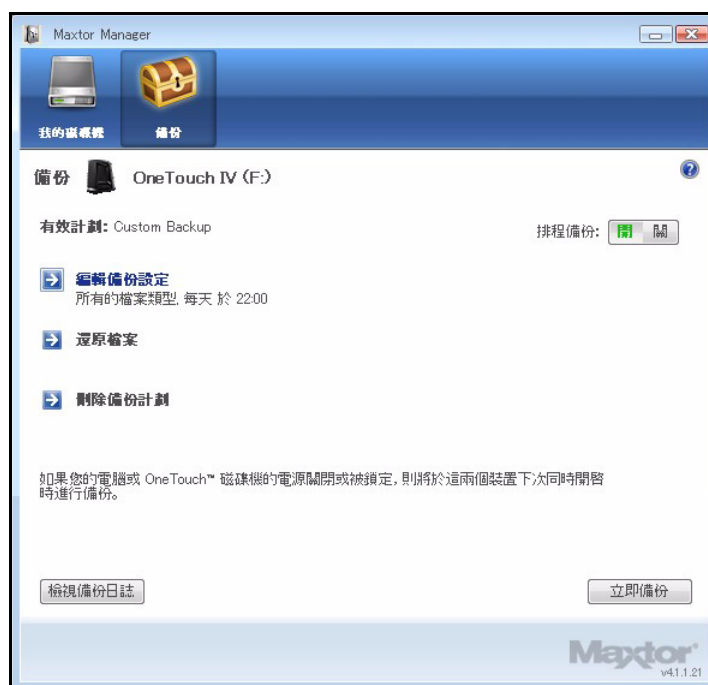 Maxtor Manager
我的磁碟機 備份
備份 OneTouch IV (F:)
有效計劃: Custom Backup
排程備份: 開 關
編輯備份設定
所有的檔案類型, 每天 於 22:00
還原檔案
刪除備份計劃
如果您的電腦或 OneTouch™ 磁碟機的電源關閉或被鎖定, 則將於這兩個裝置下次同時開啓
時進行備份。
檢視備份日誌 立即備份
Maxtor
v4.1.1.21